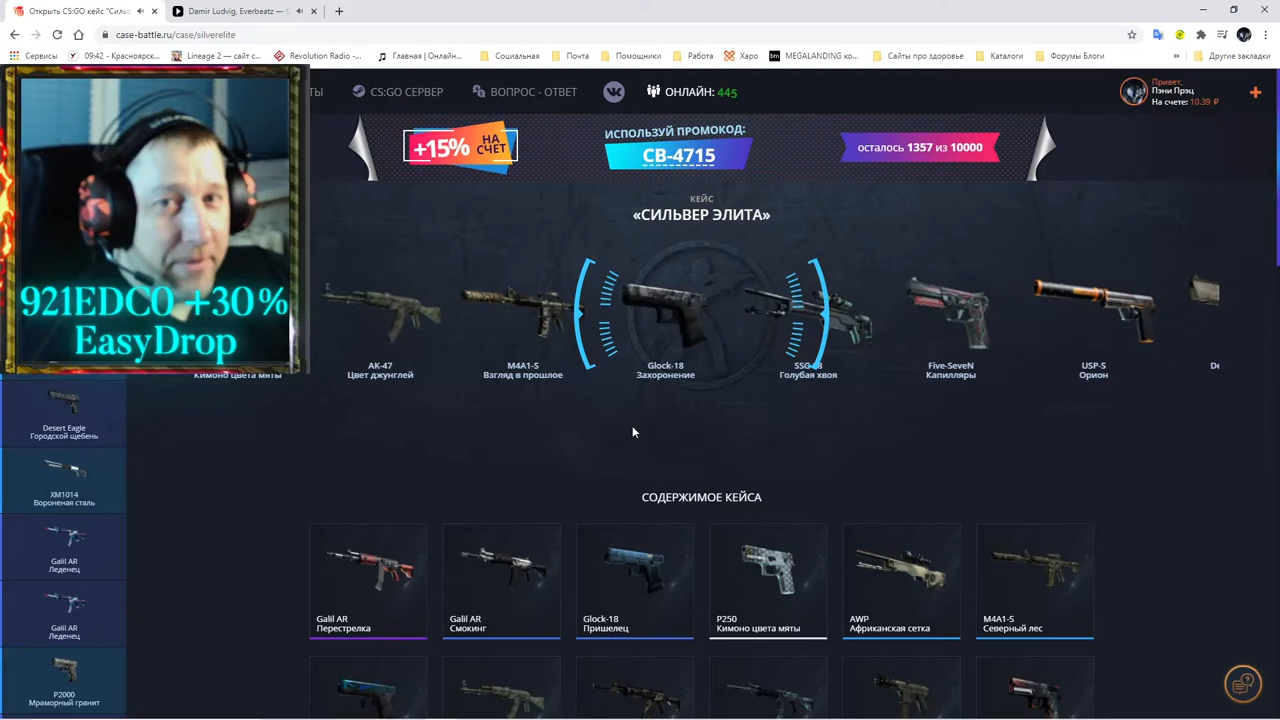 Открыть CS:GO кейс "Сильв
Damir Ludvig, Everbeatz — C
case-battle.ru/case/silverelite
Сервисы
09:42 - Красноярск...
Lineage 2 — сайт с...
Revolution Radio -...
Главная | Онлайн...
Социальная
Почта
Помощники
Работа
Харо
MEGALANDING ко...
Сайты про здоровье
Каталоги
Форумы Блоги
Другие закладки
ТЫ
CS:GO СЕРВЕР
ВОПРОС - ОТВЕТ
ОНЛАЙН: 445
Привет,
Пэни Прэц
На счете: 10.39 ₽
+15% НА СЧЕТ
ИСПОЛЬЗУЙ ПРОМОКОД:
CB-4715
осталось 1357 из 10000
КЕЙС
«СИЛЬВЕР ЭЛИТА»
921EDC0 +30%
EasyDrop
Кимоно цвета мяты
AK-47
Цвет джунглей
M4A1-S
Взгляд в прошлое
Glock-18
Захоронение
SSG 08
Голубая хвоя
Five-SeveN
Капилляры
USP-S
Орион
De
Desert Eagle
Городской щебень
XM1014
Вороненая сталь
Galil AR
Леденец
Galil AR
Леденец
P2000
Мраморный гранит
СОДЕРЖИМОЕ КЕЙСА
Galil AR
Перестрелка
Galil AR
Смокинг
Glock-18
Пришелец
P250
Кимоно цвета мяты
AWP
Африканская сетка
M4A1-S
Северный лес